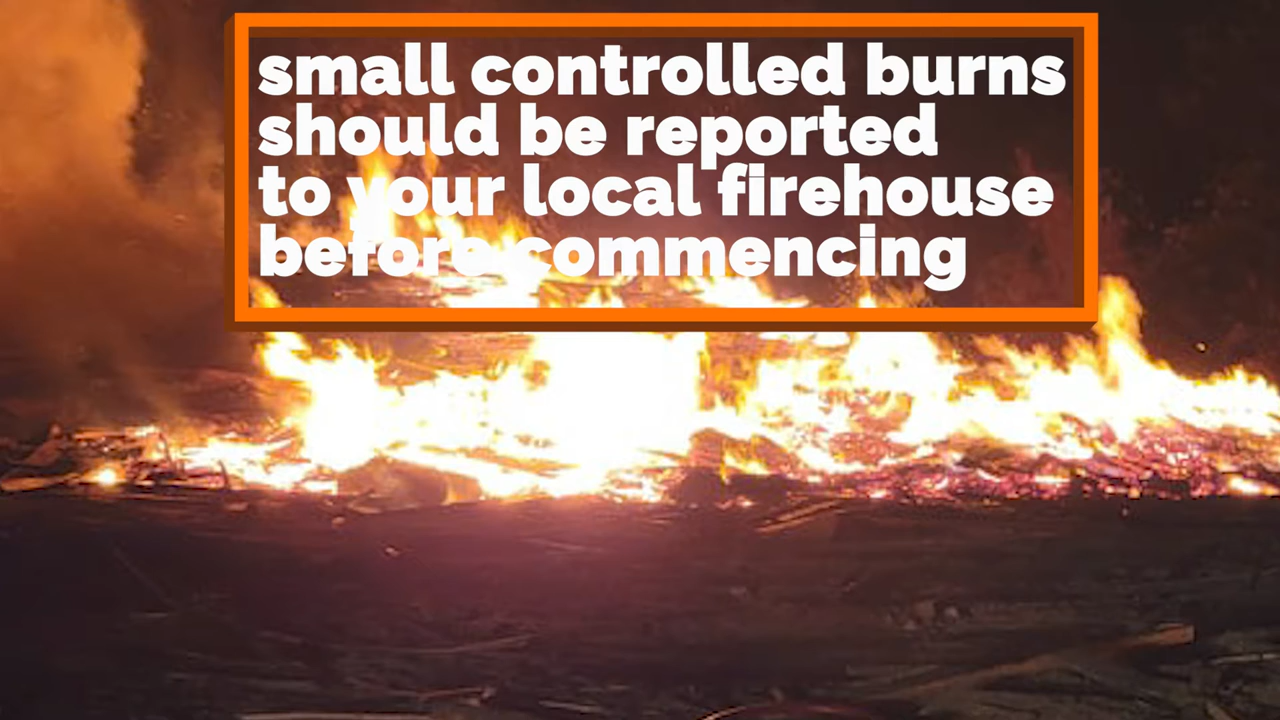 small controlled burns
should be reported
to your local firehouse
before commencing